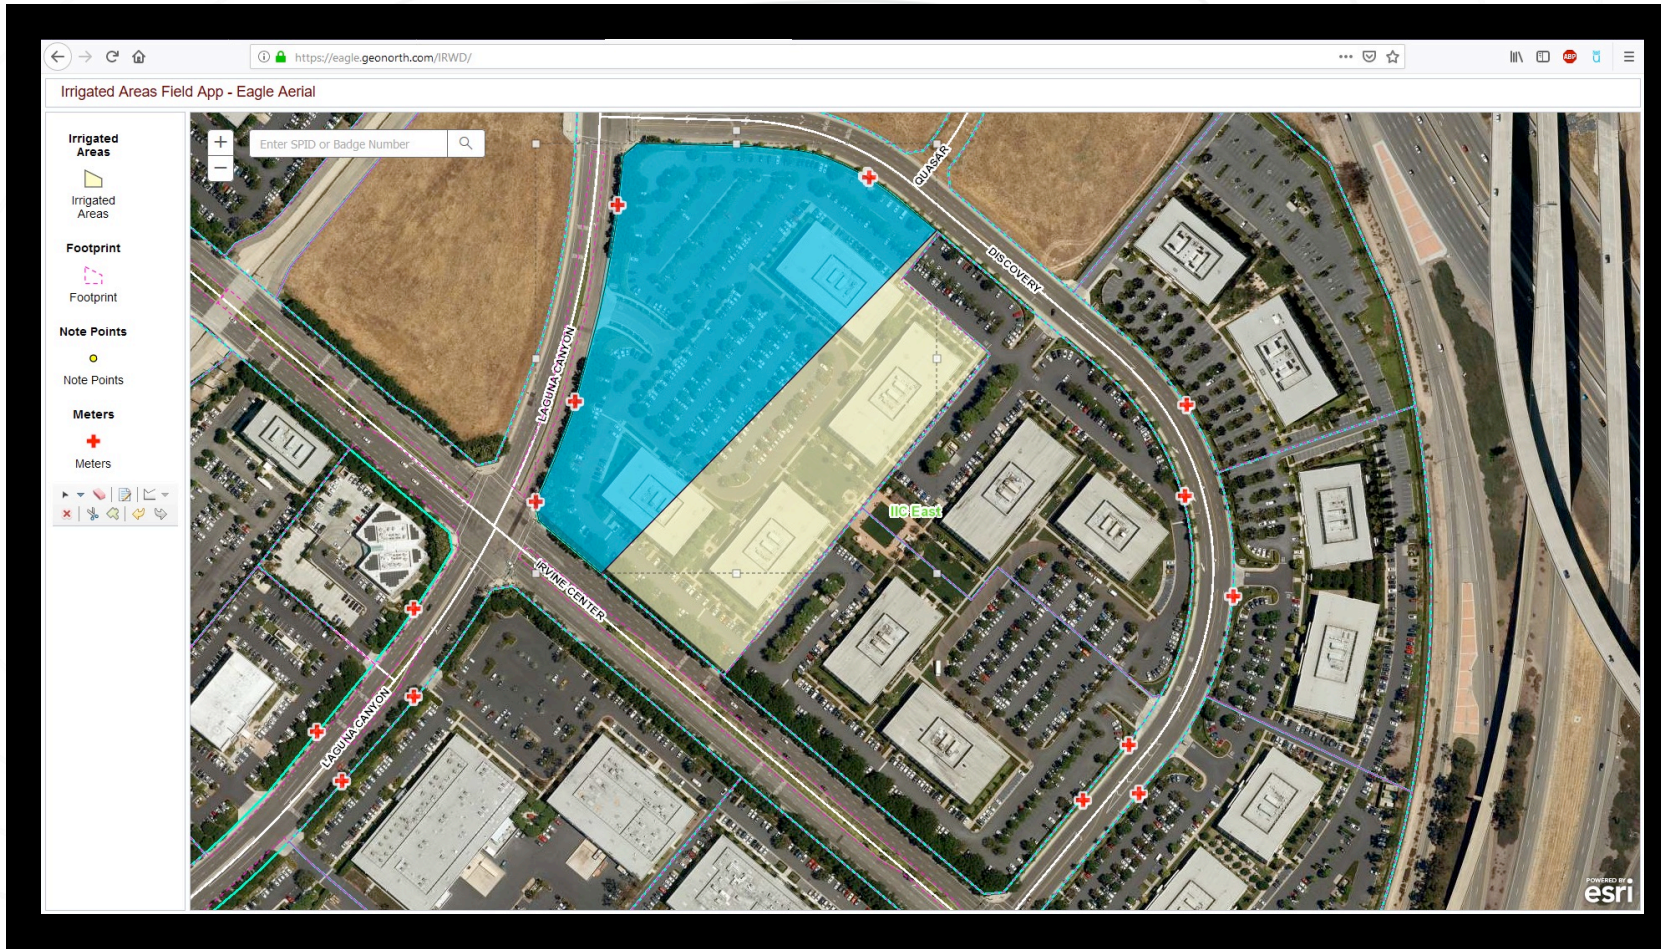 https://eagle.geonorth.com/IRWD/
ABP
Irrigated Areas Field App - Eagle Aerial
Irrigated
Areas
Irrigated
Areas
Footprint
Footprint
Note Points
Note Points
Meters
Meters
+
−
Enter SPID or Badge Number
QUASAR
DISCOVERY
LAGUNA CANYON
IIC East
IRVINE CENTER
LAGUNA CANYON
POWERED BY
esri